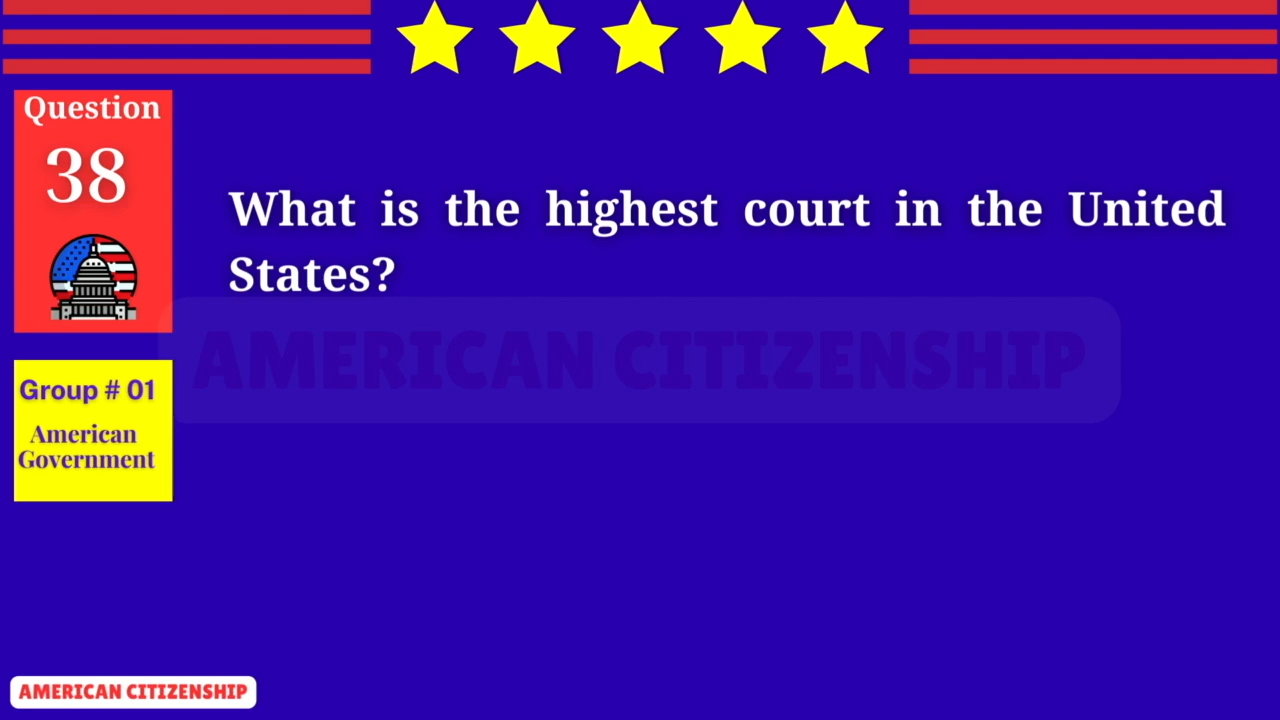 Question
38
What is the highest court in the United
States?
AMERICAN CITIZENSHIP
Group # 01
American
Government
AMERICAN CITIZENSHIP